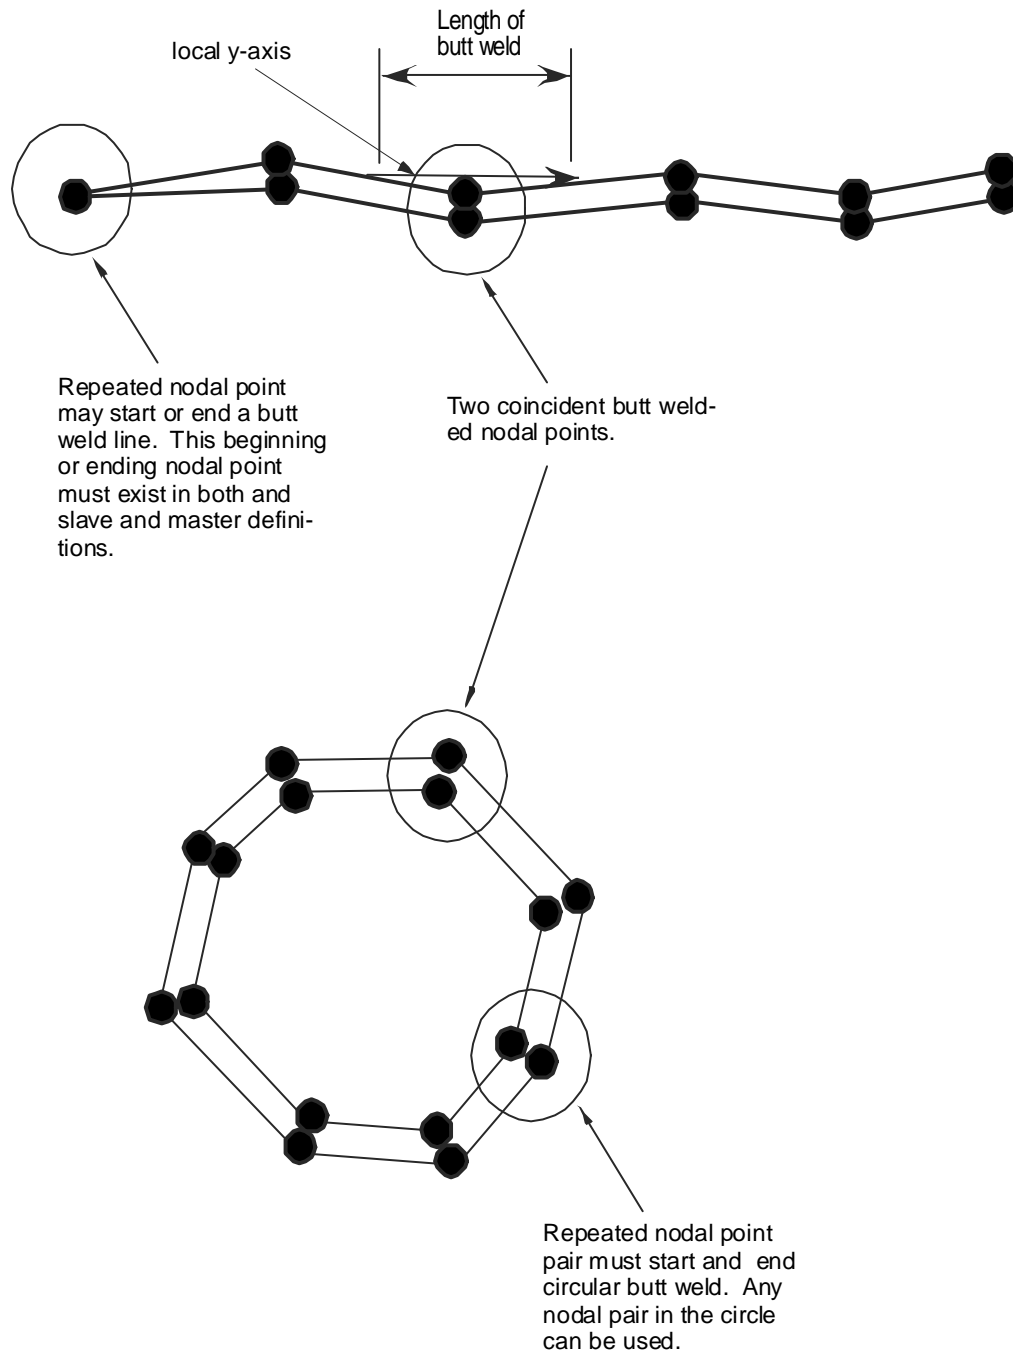 Length of
butt weld
local y-axis
Repeated nodal point
may start or end a butt
weld line.  This beginning
or ending nodal point
must exist in both and
slave and master defini-
tions.
Two coincident butt weld-
ed nodal points.
Repeated nodal point
pair must start and  end
circular butt weld.  Any
nodal pair in the circle
can be used.